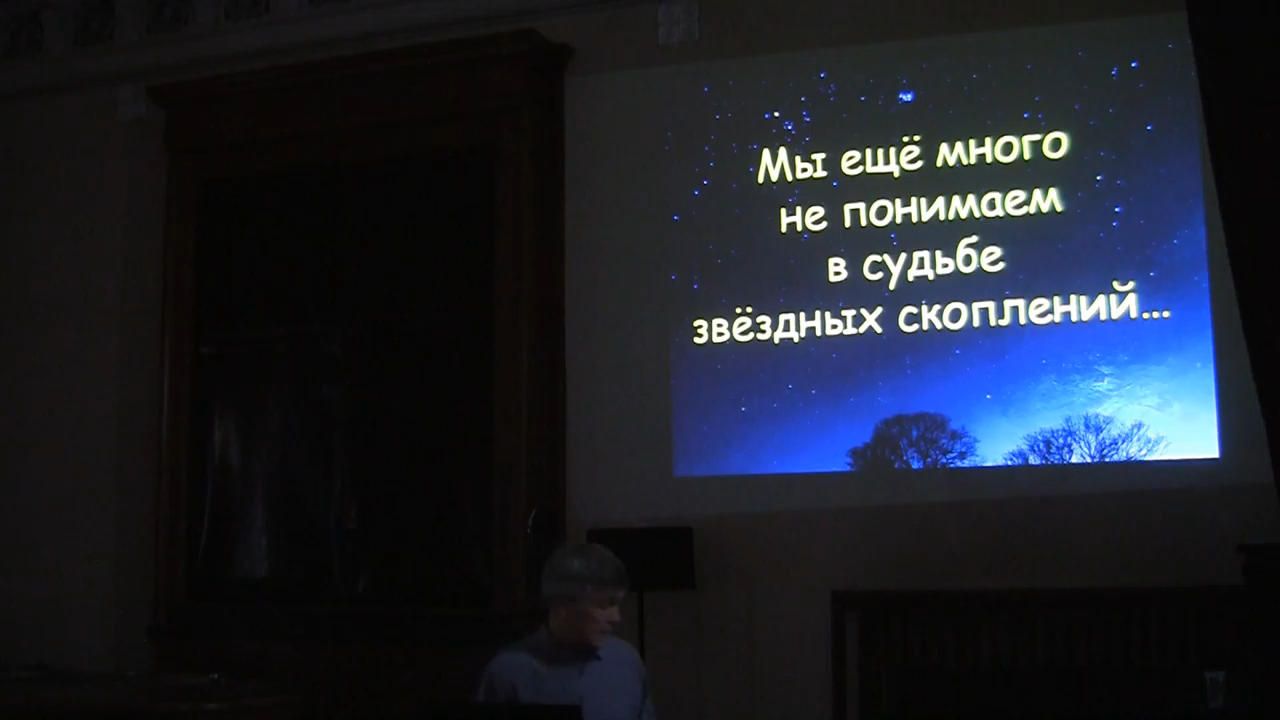 Мы ещё много
не понимаем
в судьбе
звёздных скоплений...